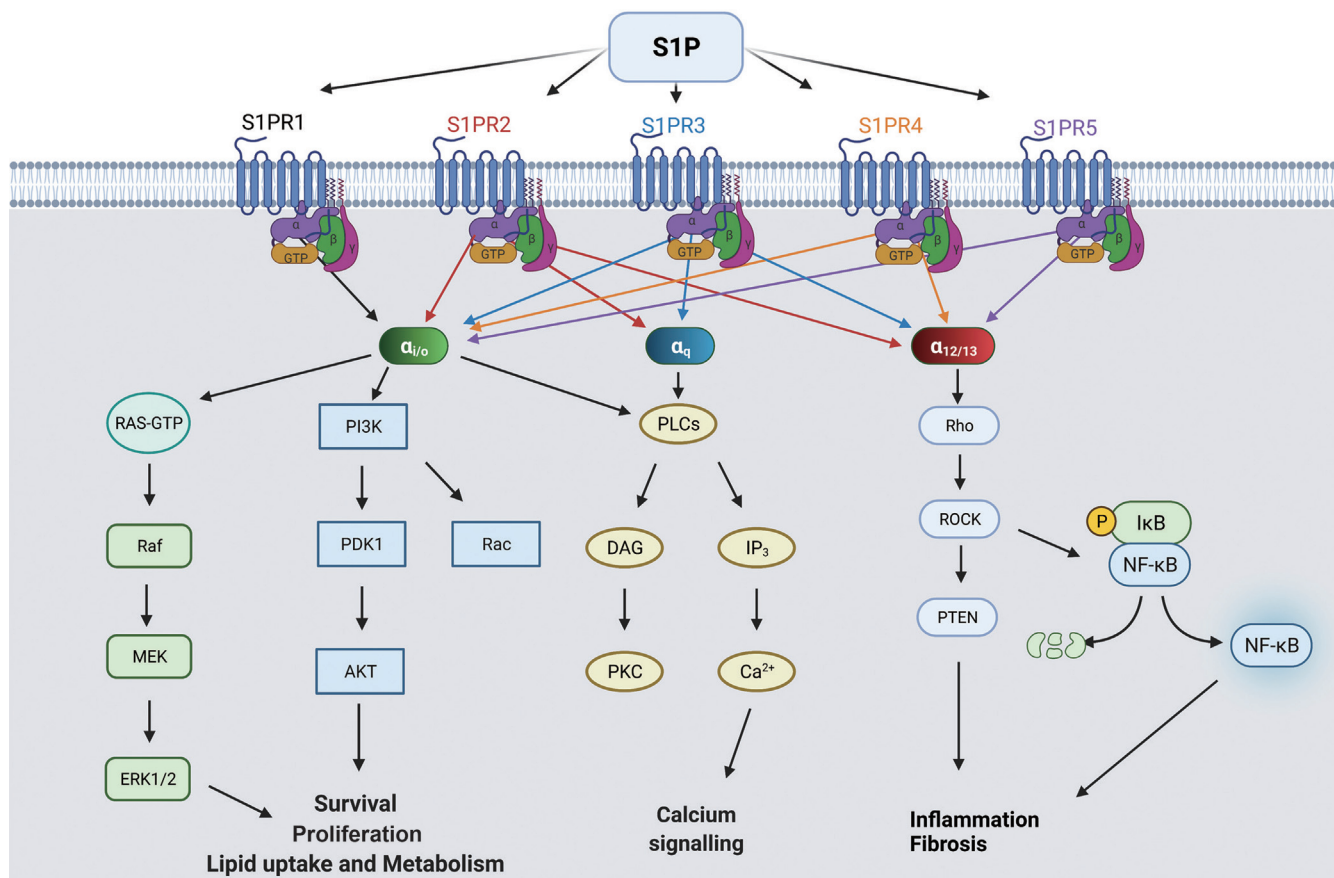 S1P
S1PR1
S1PR2
S1PR3
S1PR4
S1PR5
α
β
γ
GTP
α
β
γ
GTP
α
β
γ
GTP
α
β
γ
GTP
α
β
γ
GTP
αi/o
αq
α12/13
RAS-GTP
PI3K
PLCs
Rho
Raf
PDK1
Rac
DAG
IP₃
ROCK
P
IκB
NF-κB
MEK
AKT
PKC
Ca²⁺
PTEN
NF-κB
ERK1/2
Survival
Proliferation
Lipid uptake and Metabolism
Calcium
signalling
Inflammation
Fibrosis